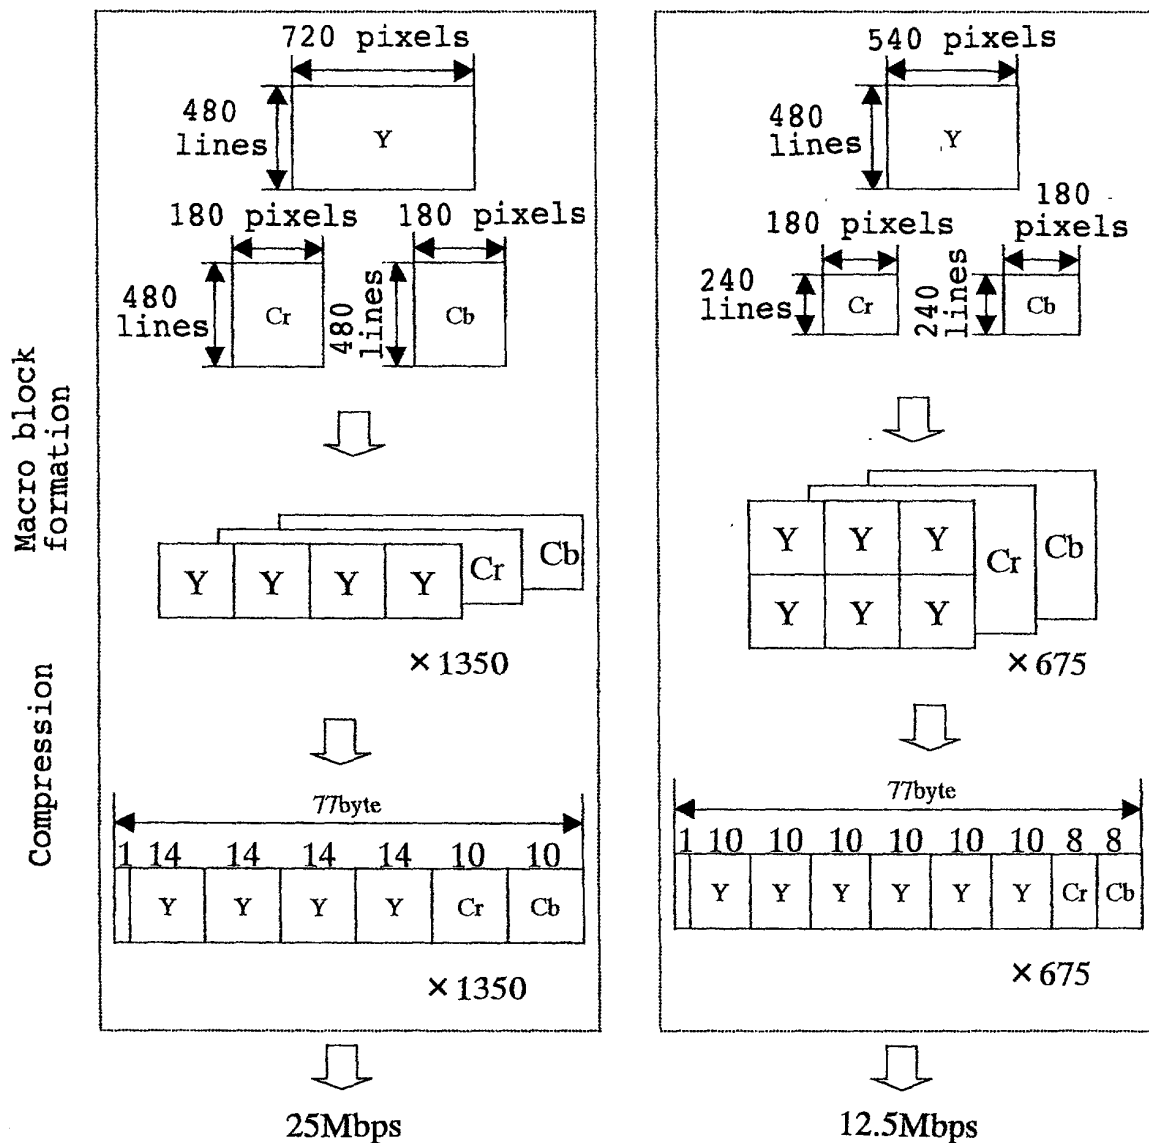 720 pixels
480
lines
Y
180 pixels
180 pixels
480
lines
Cr
480
lines
Cb
Macro block
formation
Y Y Y Y Cr Cb
×1350
Compression
77byte
1 14 14 14 14 10 10
Y Y Y Y Cr Cb
×1350
25Mbps
540 pixels
480
lines
Y
180 pixels
180
pixels
240
lines
Cr
240
lines
Cb
Y Y Y
Cr Cb
Y Y Y
×675
77byte
1 10 10 10 10 10 10 8 8
Y Y Y Y Y Y Cr Cb
×675
12.5Mbps